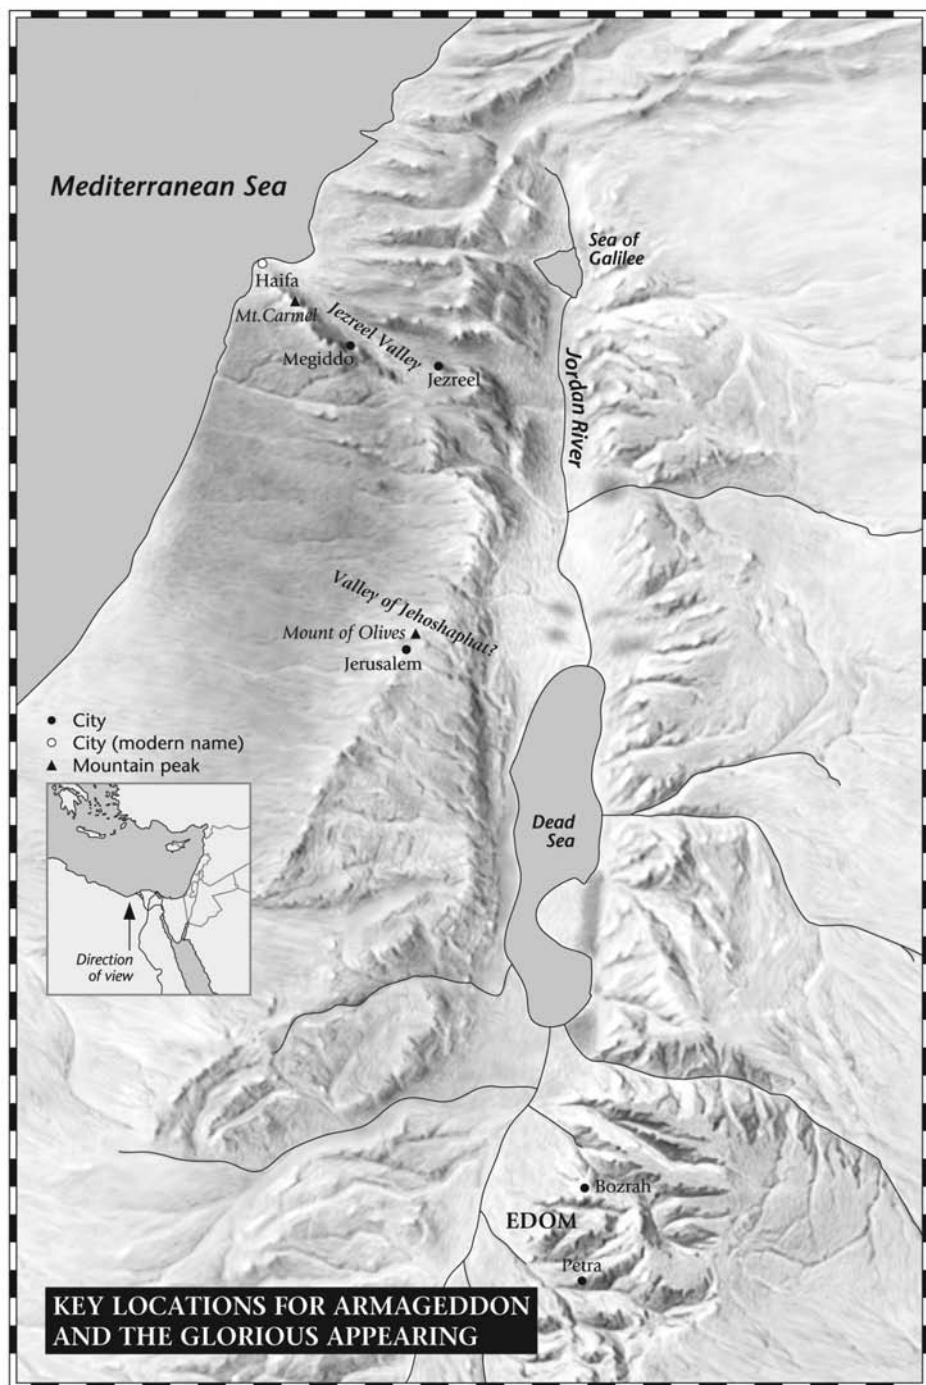 Mediterranean Sea
Sea of
Galilee
Haifa
Mt.Carmel
Jezreel Valley
Megiddo
Jezreel
Jordan River
Valley of Jehoshaphat?
Mount of Olives
Jerusalem
City
City (modern name)
Mountain peak
Direction
of view
Dead
Sea
Bozrah
EDOM
Petra
KEY LOCATIONS FOR ARMAGEDDON
AND THE GLORIOUS APPEARING